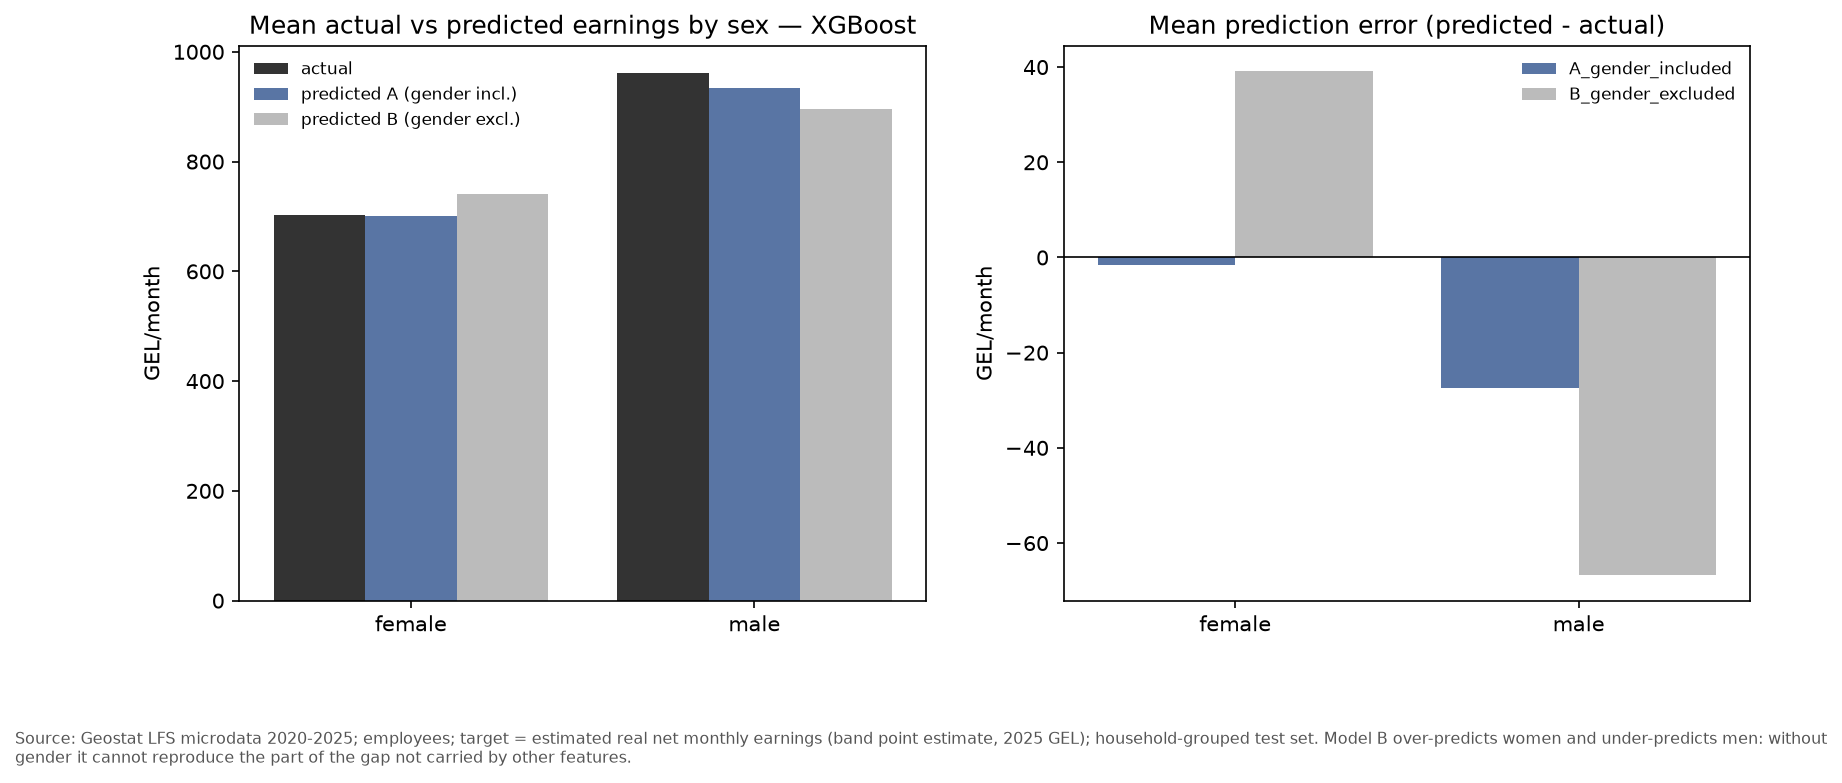 Mean actual vs predicted earnings by sex — XGBoost
1000
800
600
400
200
0
GEL/month
actual
predicted A (gender incl.)
predicted B (gender excl.)
female
male
Mean prediction error (predicted - actual)
40
20
0
−20
−40
−60
GEL/month
A_gender_included
B_gender_excluded
female
male
Source: Geostat LFS microdata 2020-2025; employees; target = estimated real net monthly earnings (band point estimate, 2025 GEL); household-grouped test set. Model B over-predicts women and under-predicts men: without
gender it cannot reproduce the part of the gap not carried by other features.